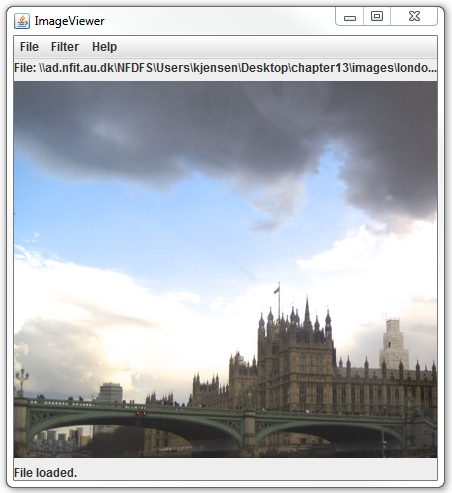 ImageViewer
File Filter Help
File: \\ad.nfit.au.dk\NFDFS\Users\kjensen\Desktop\chapter13\images\londo...
File loaded.